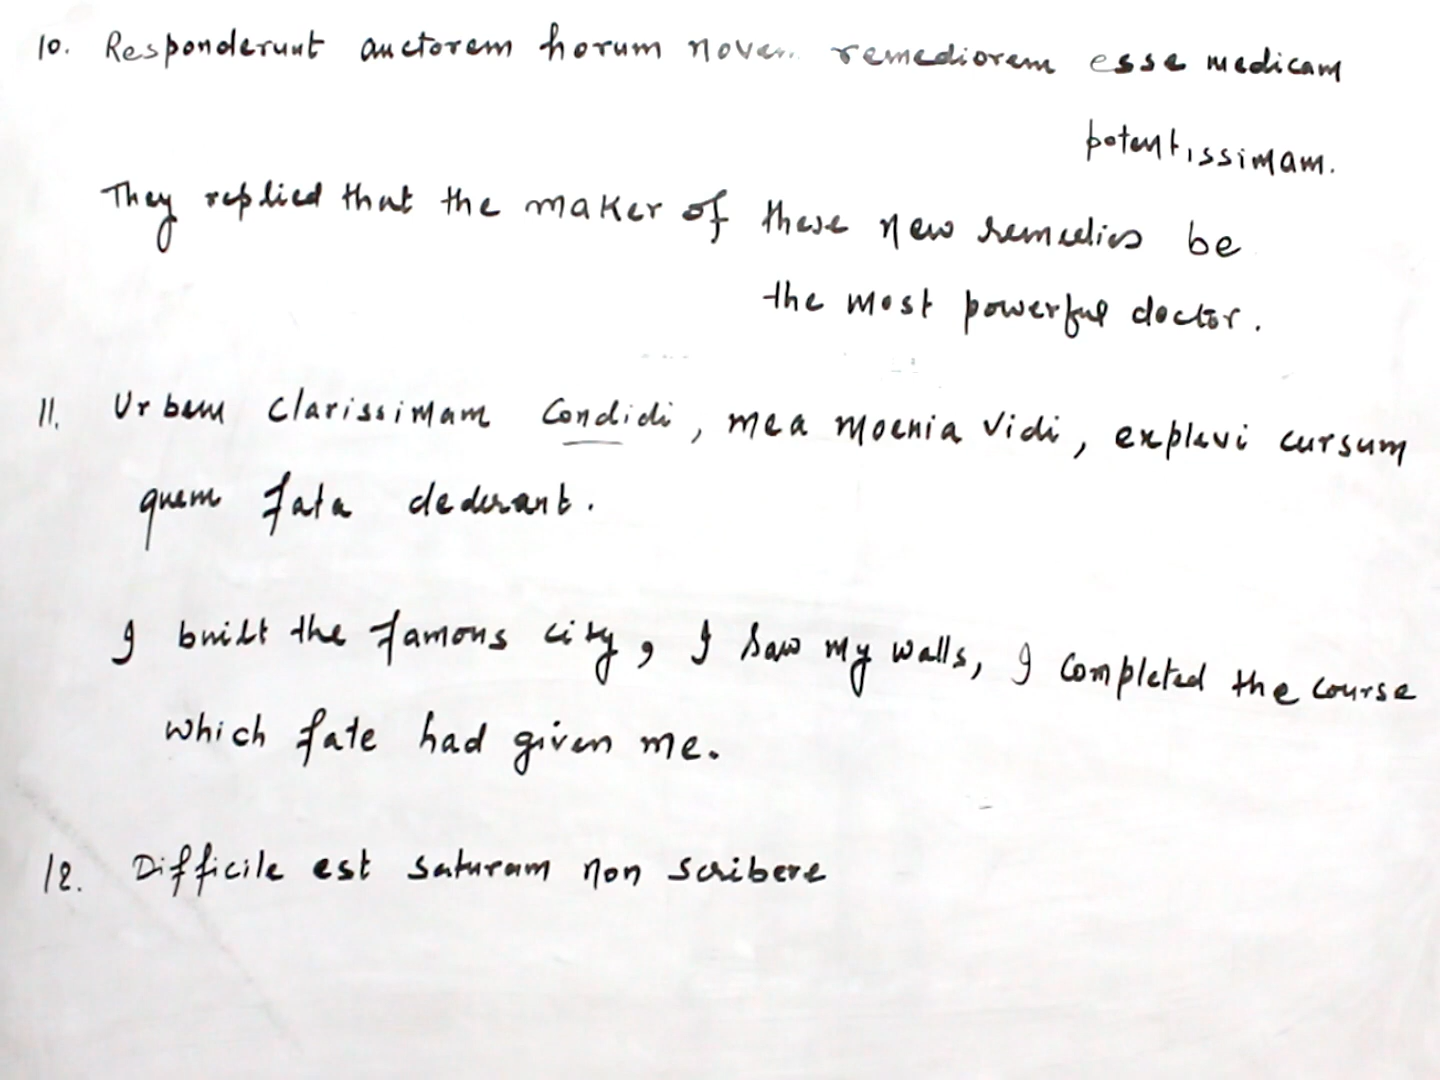 10. Responderunt auctorem horum remediorem esse medicam
potentissimam.
They replied that the maker of these new remedies be
the most powerful doctor.
11. Urbem clarissimam condidi, mea moenia vidi, explevi cursum
quem fata dederant.
I built the famous city, I saw my walls, I completed the course
which fate had given me.
12. Difficile est saturam non scribere